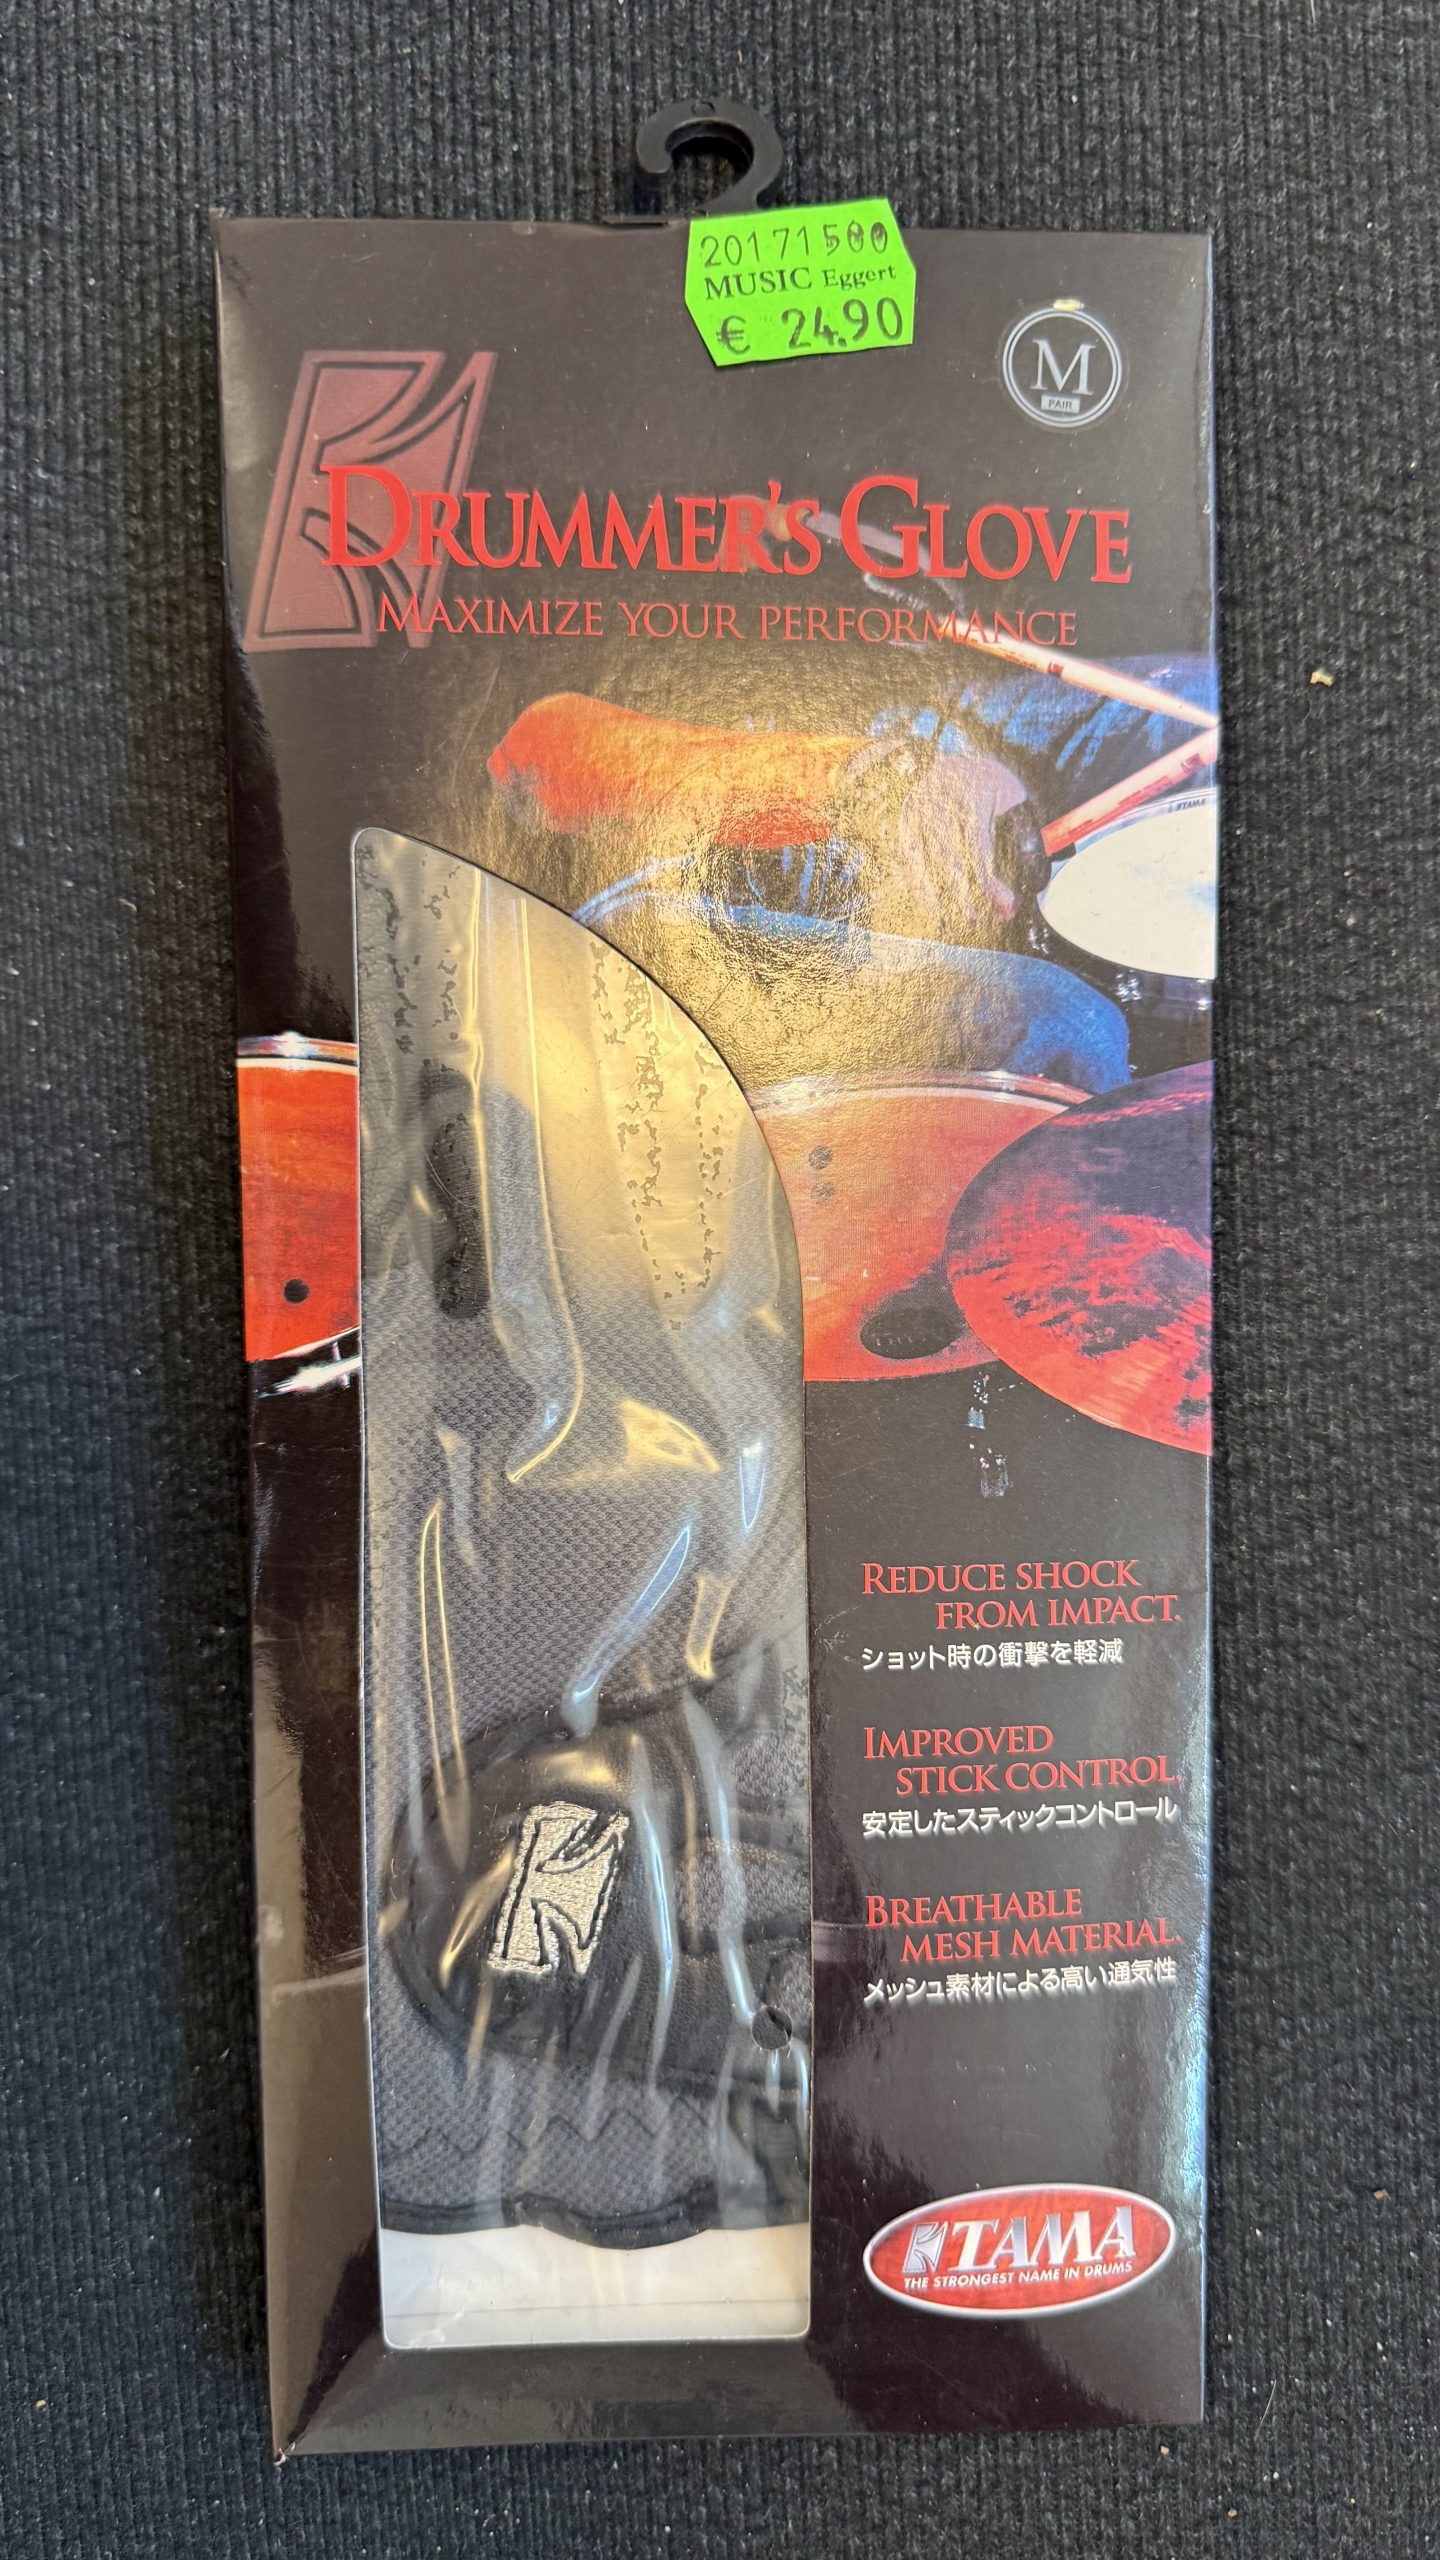 20171500
MUSIC Eggert
€ 24.90
M
PAIR
DRUMMER'S GLOVE
MAXIMIZE YOUR PERFORMANCE
TAMA
REDUCE SHOCK
FROM IMPACT.
ショット時の衝撃を軽減
IMPROVED
STICK CONTROL.
安定したスティックコントロール
BREATHABLE
MESH MATERIAL.
メッシュ素材による高い通気性
TAMA
THE STRONGEST NAME IN DRUMS